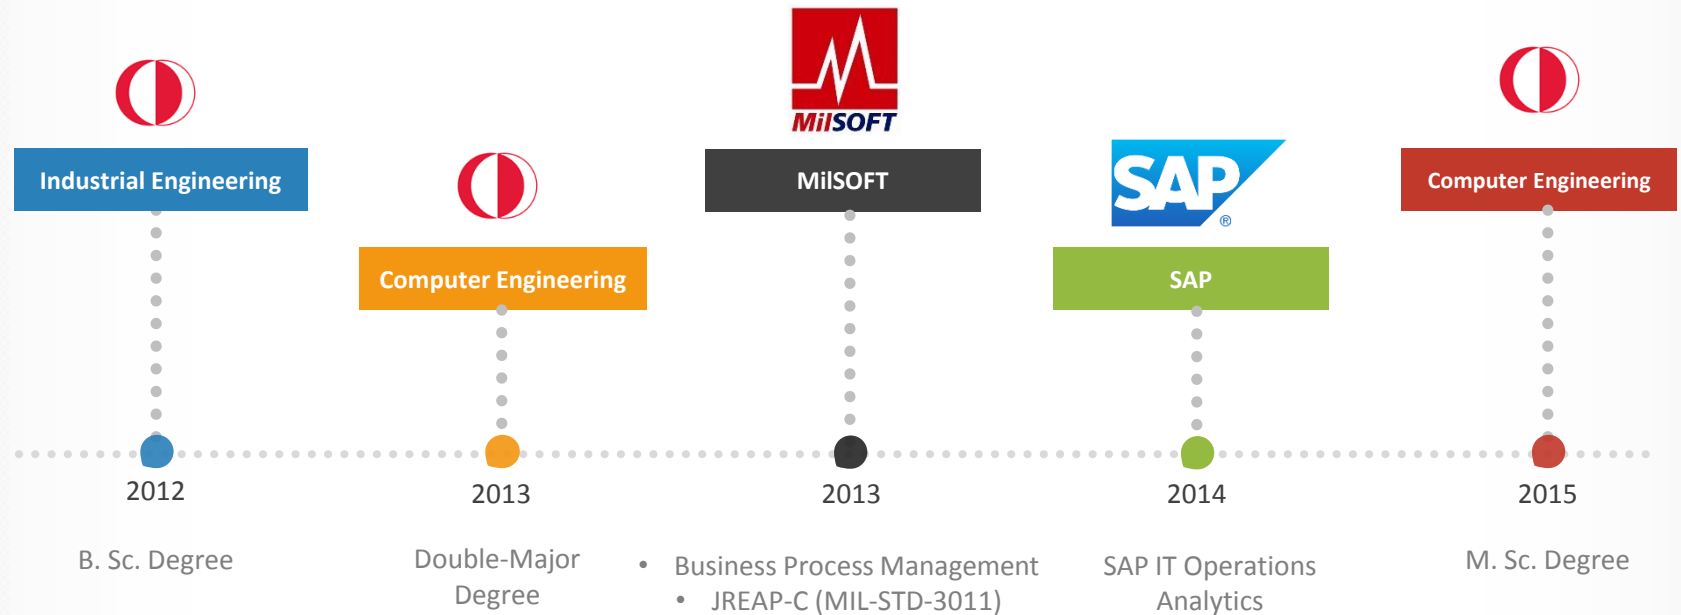 MilSOFT
SAP
®
Industrial Engineering
MilSOFT
Computer Engineering
Computer Engineering
SAP
2012
2013
2013
2014
2015
B. Sc. Degree
Double-Major
Degree
• Business Process Management
• JREAP-C (MIL-STD-3011)
SAP IT Operations
Analytics
M. Sc. Degree